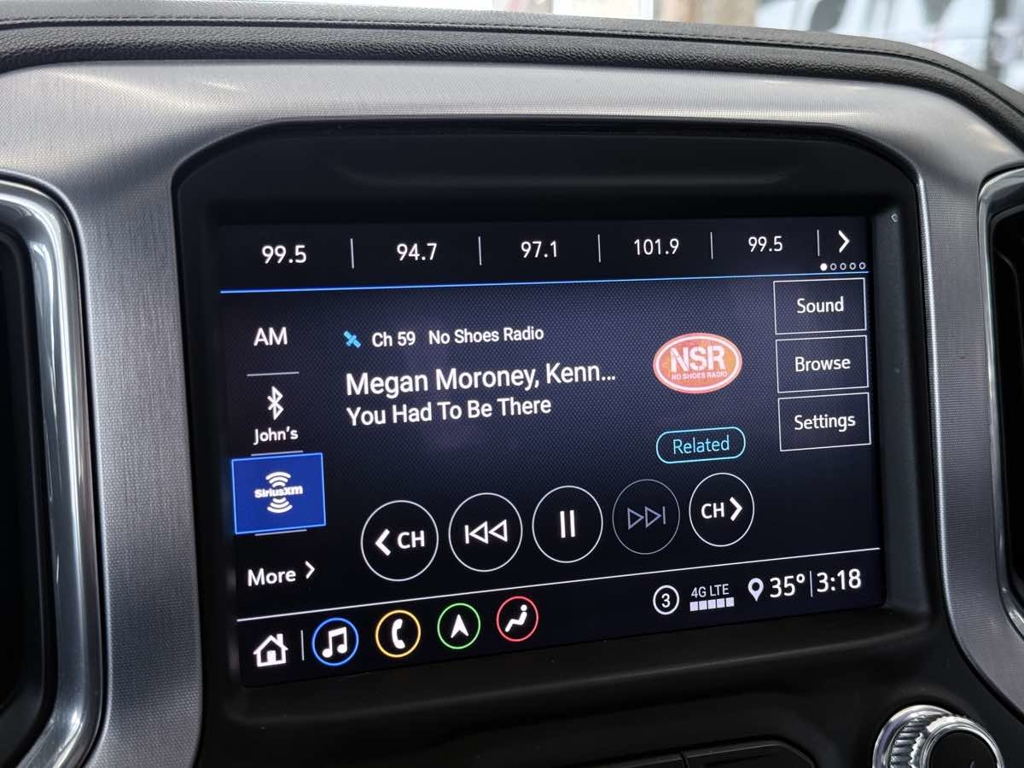 99.5 94.7 97.1 101.9 99.5
AM
Ch 59 No Shoes Radio
Megan Moroney, Kenn...
You Had To Be There
NSR
NO SHOES RADIO
Sound
Browse
Settings
John's
SiriusXM
Related
CH
CH
More
3 4G LTE 35° 3:18